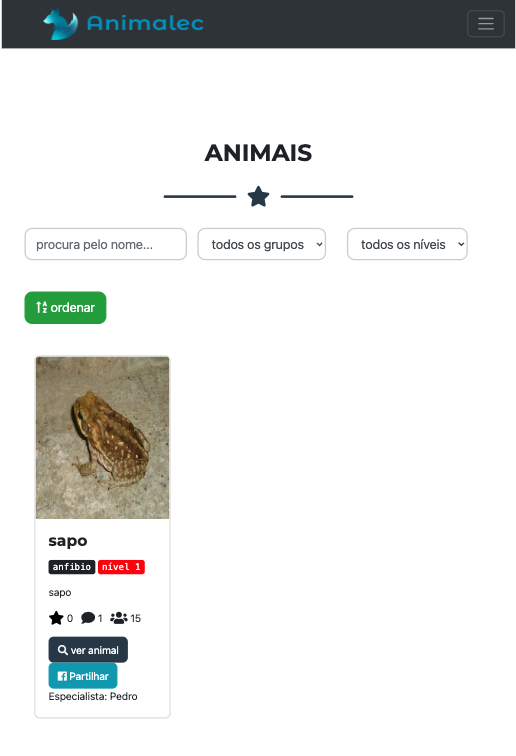 Animalec
ANIMAIS
procura pelo nome... todos os grupos todos os níveis
ordenar
sapo
anfibio nível 1
sapo
0 1 15
ver animal
Partilhar
Especialista: Pedro